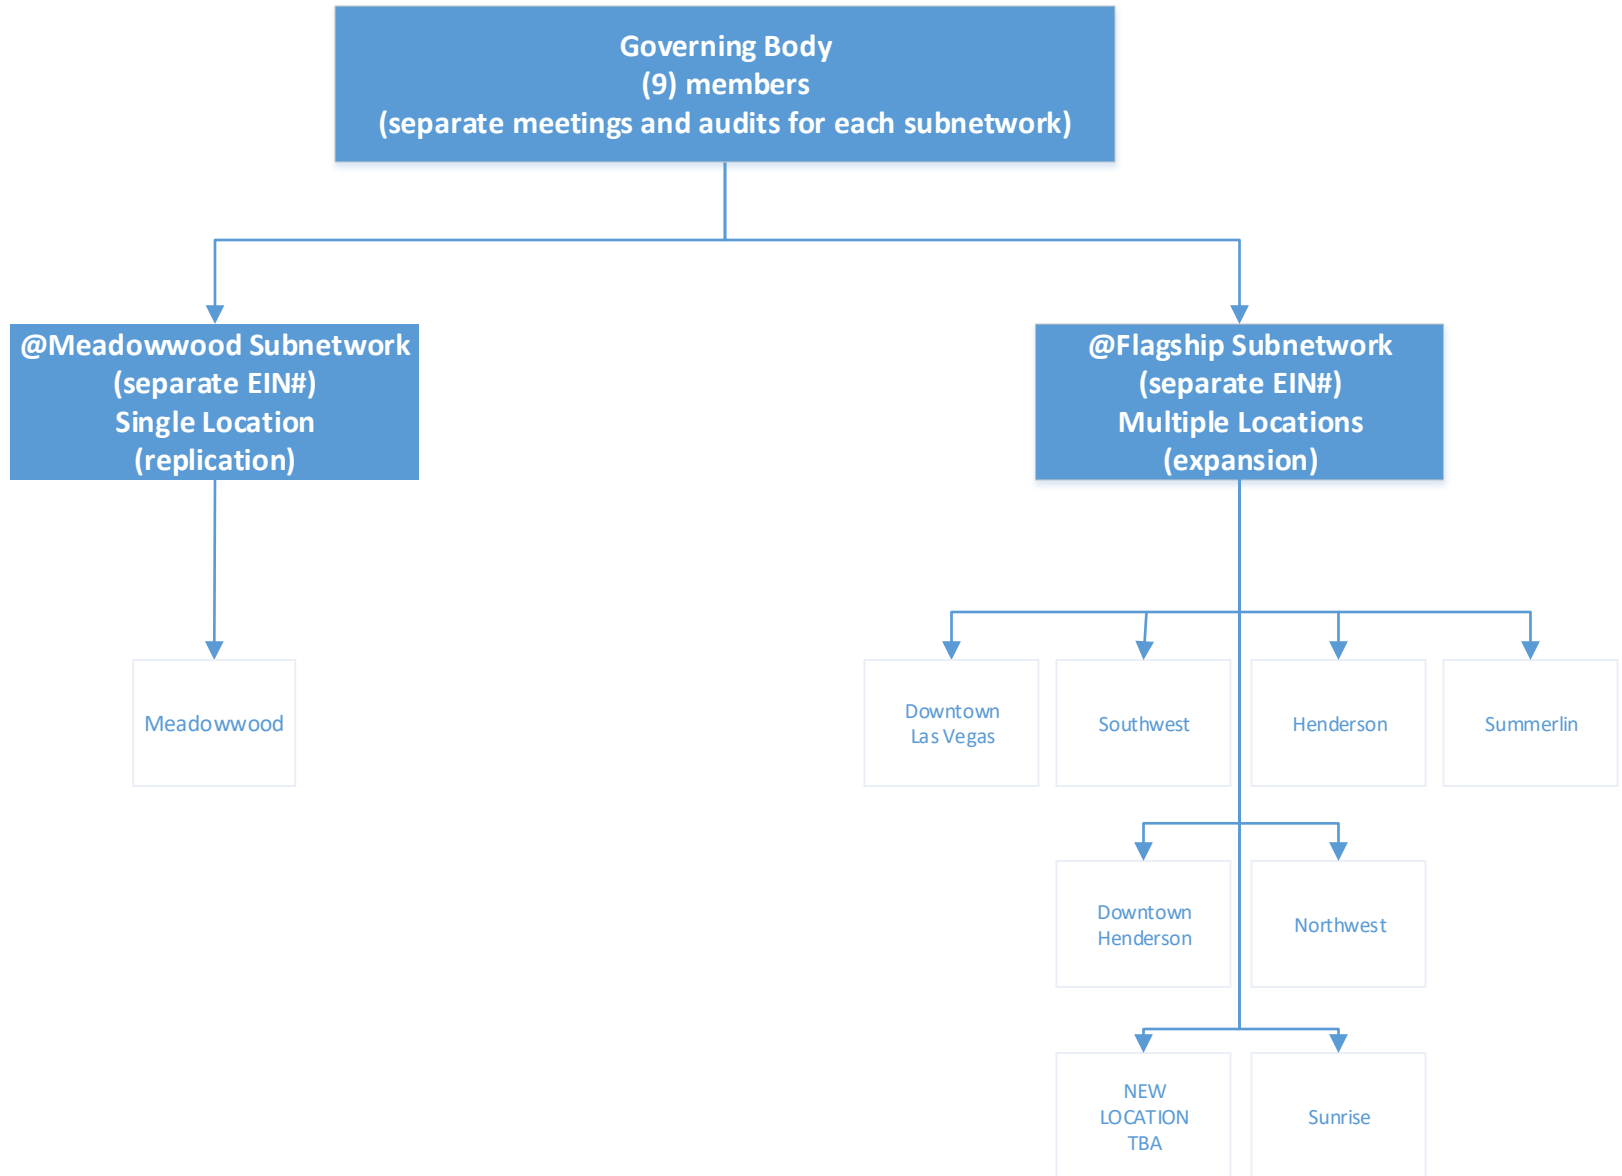 Governing Body
(9) members
(separate meetings and audits for each subnetwork)
@Meadowwood Subnetwork
(separate EIN#)
Single Location
(replication)
@Flagship Subnetwork
(separate EIN#)
Multiple Locations
(expansion)
Meadowwood
Downtown
Las Vegas
Southwest
Henderson
Summerlin
Downtown
Henderson
Northwest
NEW
LOCATION
TBA
Sunrise